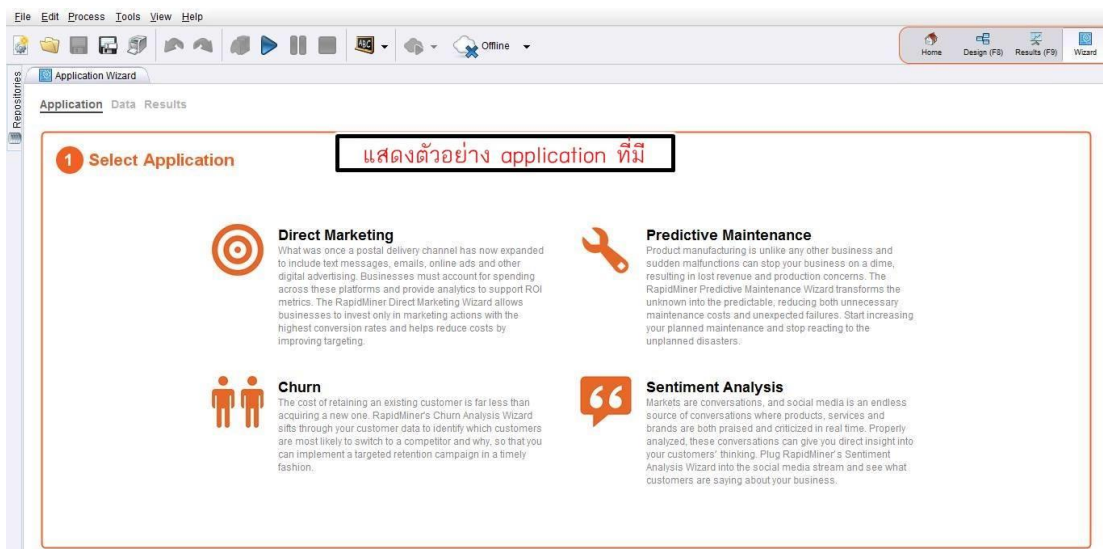 File Edit Process Tools View Help
Offline
Home Design (F8) Results (F9) Wizard
Repositories
Application Wizard
Application Data Results
1 Select Application
แสดงตัวอย่าง application ที่มี
Direct Marketing
What was once a postal delivery channel has now expanded
to include text messages, emails, online ads and other
digital advertising. Businesses must account for spending
across these platforms and provide analytics to support ROI
metrics. The RapidMiner Direct Marketing Wizard allows
businesses to invest only in marketing actions with the
highest conversion rates and helps reduce costs by
improving targeting.
Predictive Maintenance
Product manufacturing is unlike any other business and
sudden malfunctions can stop your business on a dime,
resulting in lost revenue and production concerns. The
RapidMiner Predictive Maintenance Wizard transforms the
unknown into the predictable, reducing both unnecessary
maintenance costs and unexpected failures. Start increasing
your planned maintenance and stop reacting to the
unplanned disasters.
Churn
The cost of retaining an existing customer is far less than
acquiring a new one. RapidMiner's Churn Analysis Wizard
sifts through your customer data to identify which customers
are most likely to switch to a competitor and why, so that you
can implement a targeted retention campaign in a timely
fashion.
Sentiment Analysis
Markets are conversations, and social media is an endless
source of conversations where products, services and
brands are both praised and criticized in real time. Properly
analyzed, these conversations can give you direct insight into
your customers' thinking. Plug RapidMiner's Sentiment
Analysis Wizard into the social media stream and see what
customers are saying about your business.